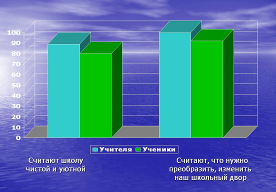 100
90
80
70
60
50
40
30
20
10
0
Учителя Ученики
Считают школу
чистой и уютной
Считают, что нужно
преобразить, изменить
наш школьный двор